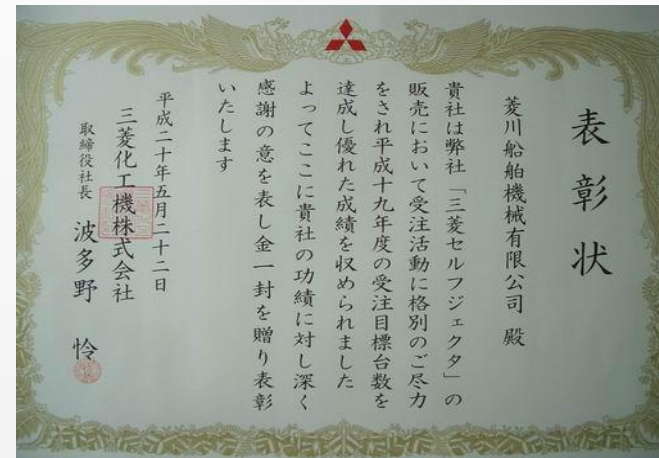 表彰状
菱川船舶機械有限公司 殿
貴社は弊社「三菱セルフジェクタ」の
販売において受注活動に格別のご尽力
をされ平成十九年度の受注目標台数を
達成し優れた成績を収められました
よってここに貴社の功績に対し深く
感謝の意を表し金一封を贈り表彰
いたします
平成二十年五月二十二日
三菱化工機株式会社
取締役社長 波多野 怜